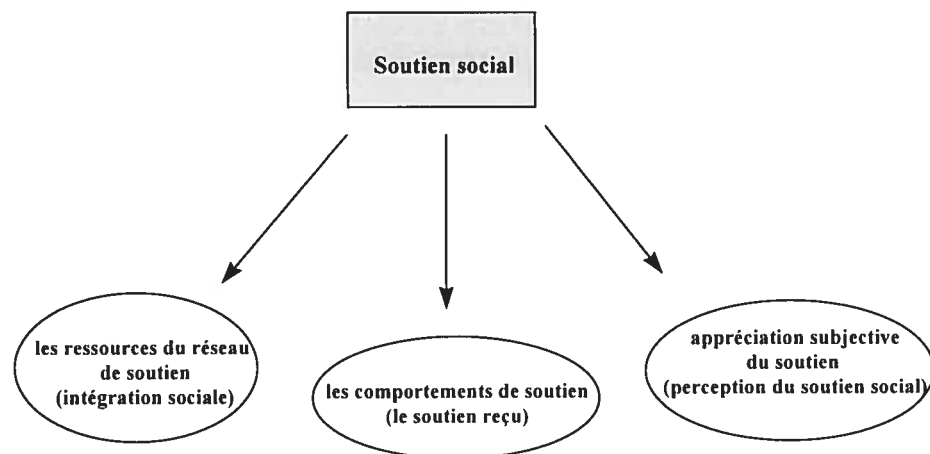 Soutien social
les ressources du réseau
de soutien
(intégration sociale)
les comportements de soutien
(le soutien reçu)
appréciation subjective
du soutien
(perception du soutien social)